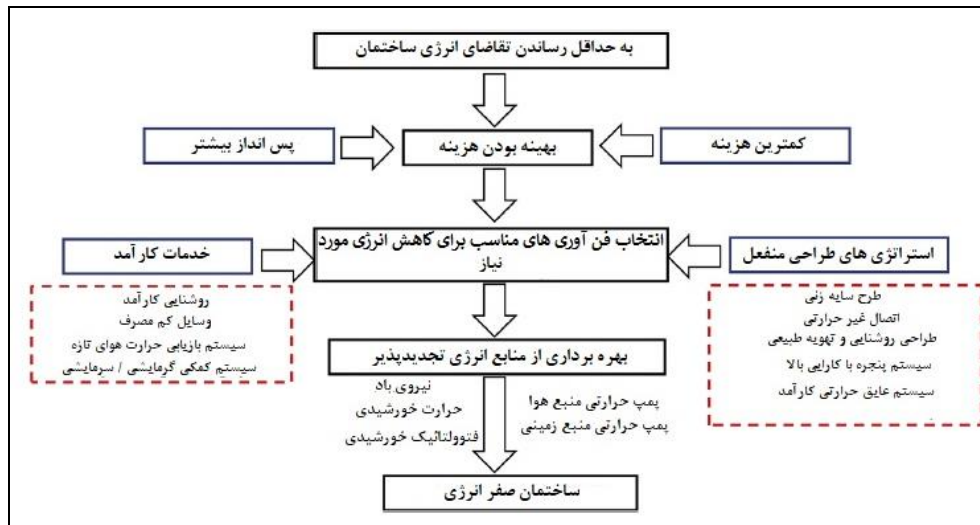 به حداقل رساندن تقاضای انرژی ساختمان
کمترین هزینه
بهینه بودن هزینه
پس انداز بیشتر
استراتژی های طراحی منفعل
انتخاب فن آوری های مناسب برای کاهش انرژی مورد
نیاز
خدمات کارآمد
طرح سایه زنی
اتصال غیر حرارتی
طراحی روشنایی و تهویه طبیعی
سیستم پنجره با کارایی بالا
سیستم عایق حرارتی کارآمد
روشنایی کارآمد
وسایل کم مصرف
سیستم بازیابی حرارت هوای تازه
سیستم کمکی گرمایشی / سرمایشی
بهره برداری از منابع انرژی تجدیدپذیر
پمپ حرارتی منبع هوا
پمپ حرارتی منبع زمینی
نیروی باد
حرارت خورشیدی
فتوولتائیک خورشیدی
ساختمان صفر انرژی